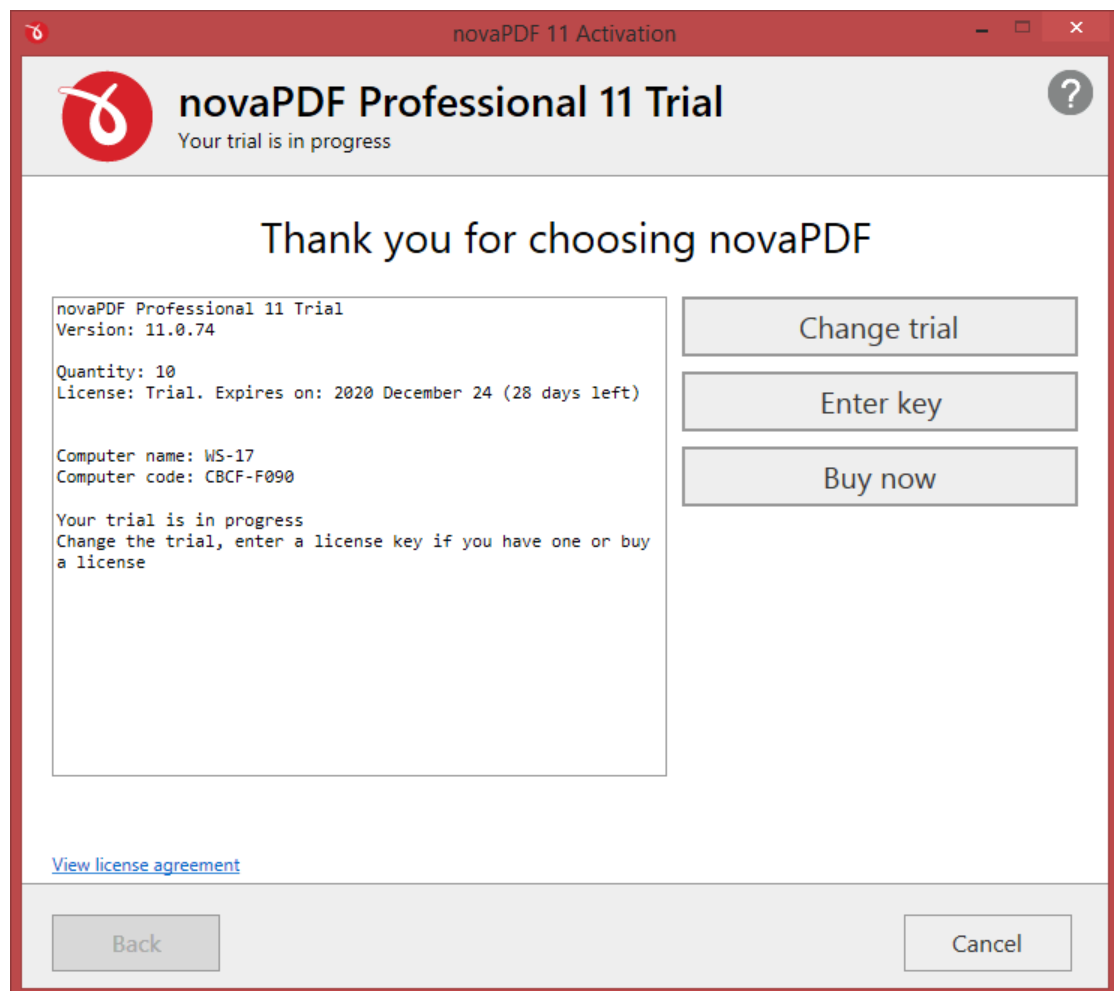 novaPDF 11 Activation
novaPDF Professional 11 Trial
Your trial is in progress
?
Thank you for choosing novaPDF
novaPDF Professional 11 Trial
Version: 11.0.74
Quantity: 10
License: Trial. Expires on: 2020 December 24 (28 days left)
Computer name: WS-17
Computer code: CBCF-F090
Your trial is in progress
Change the trial, enter a license key if you have one or buy
a license
Change trial
Enter key
Buy now
View license agreement
Back
Cancel